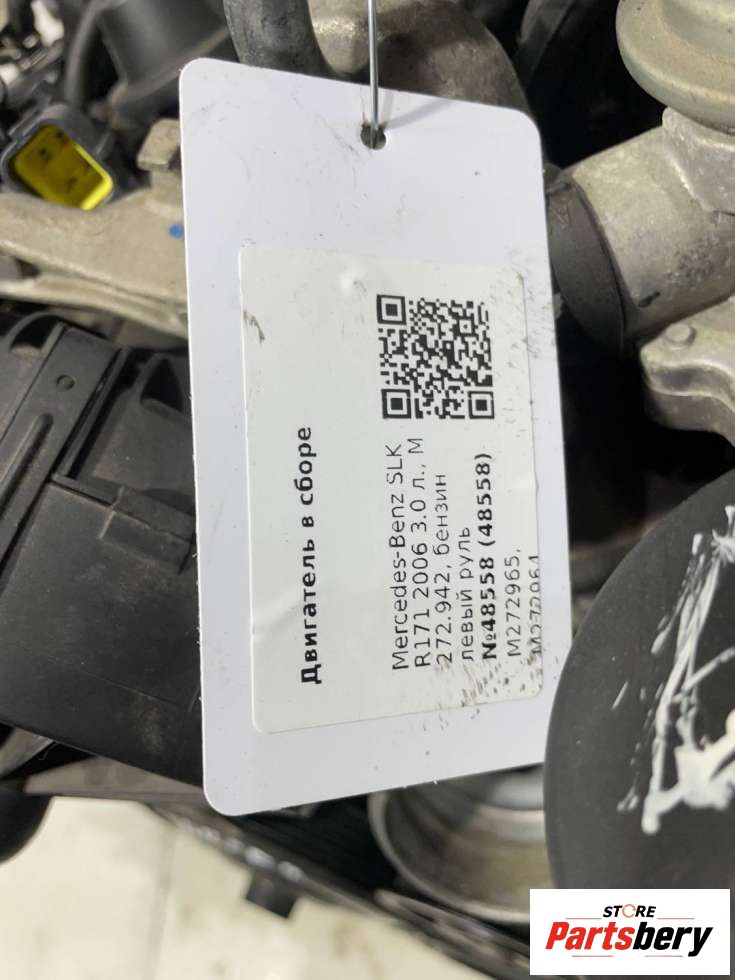 Двигатель в сборе
Mercedes-Benz SLK
R171 2006 3.0 л., М
272.942, бензин
левый руль
№48558 (48558)
M272965,
M272964
STORE
Partsbery